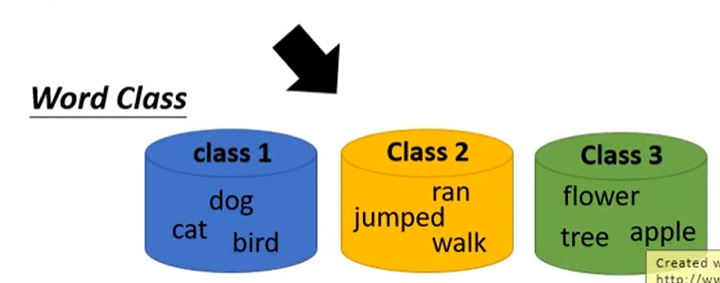 Word Class
class 1
dog
cat
bird
Class 2
ran
jumped
walk
Class 3
flower
tree apple
Created w
http://ww